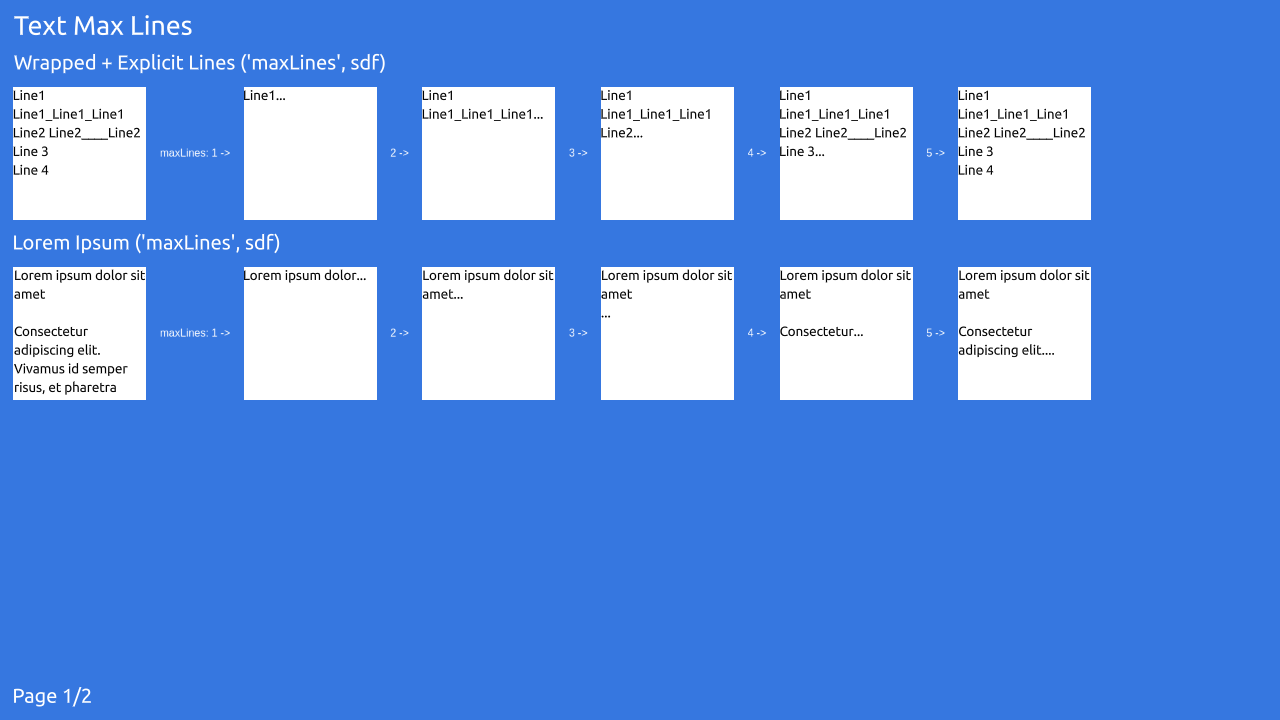 Text Max Lines
Wrapped + Explicit Lines ('maxLines', sdf)
Line1
Line1_Line1_Line1
Line2 Line2____Line2
Line 3
Line 4
maxLines: 1 ->
Line1...
2 ->
Line1
Line1_Line1_Line1...
3 ->
Line1
Line1_Line1_Line1
Line2...
4 ->
Line1
Line1_Line1_Line1
Line2 Line2____Line2
Line 3...
5 ->
Line1
Line1_Line1_Line1
Line2 Line2____Line2
Line 3
Line 4
Lorem Ipsum ('maxLines', sdf)
Lorem ipsum dolor sit
amet
Consectetur
adipiscing elit.
Vivamus id semper
risus, et pharetra
maxLines: 1 ->
Lorem ipsum dolor...
2 ->
Lorem ipsum dolor sit
amet...
3 ->
Lorem ipsum dolor sit
amet
...
4 ->
Lorem ipsum dolor sit
amet
Consectetur...
5 ->
Lorem ipsum dolor sit
amet
Consectetur
adipiscing elit....
Page 1/2